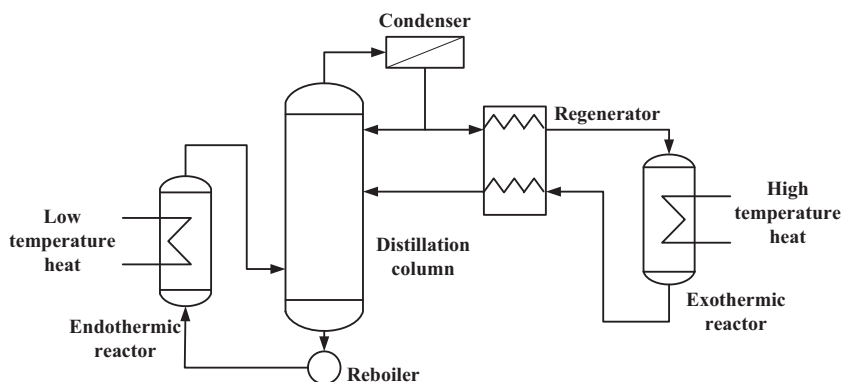 Condenser
Regenerator
Low
temperature
heat
High
temperature
heat
Distillation
column
Endothermic
reactor
Exothermic
reactor
Reboiler